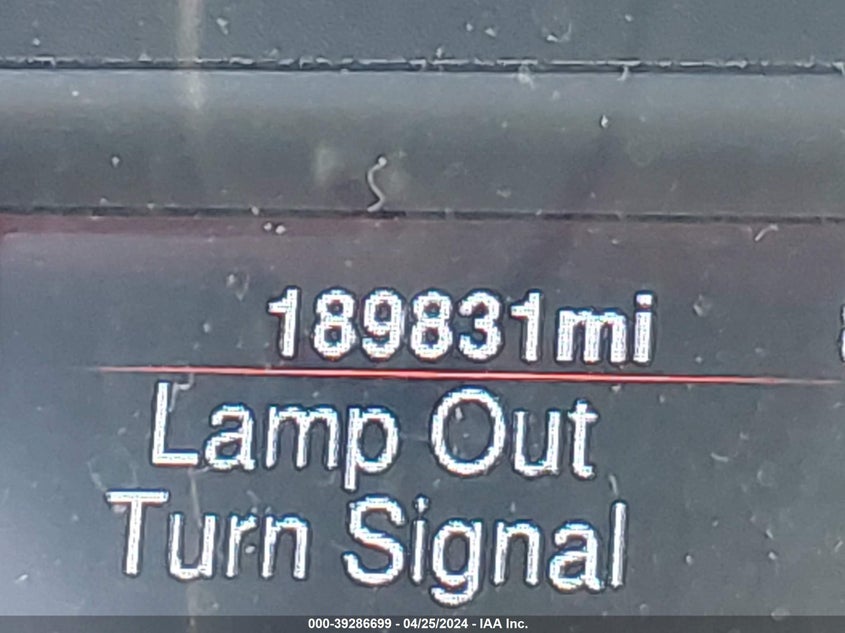 189831mi
Lamp Out
Turn Signal
000-39286699 - 04/25/2024 - IAA Inc.